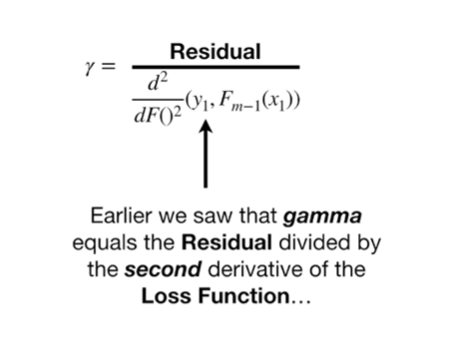 Residual
γ =
d²
dF()² (y₁, Fₘ₋₁(x₁))
Earlier we saw that gamma
equals the Residual divided by
the second derivative of the
Loss Function…